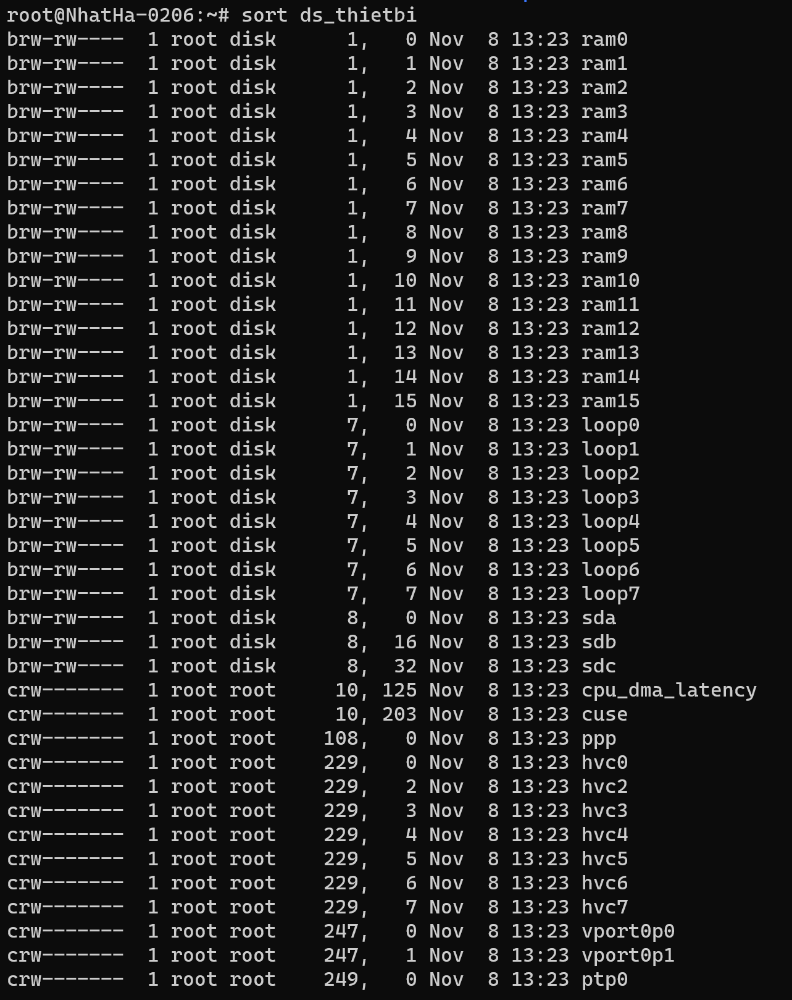 root@NhatHa-0206:~# sort ds_thietbi
brw-rw----  1 root disk      1,   0 Nov  8 13:23 ram0
brw-rw----  1 root disk      1,   1 Nov  8 13:23 ram1
brw-rw----  1 root disk      1,   2 Nov  8 13:23 ram2
brw-rw----  1 root disk      1,   3 Nov  8 13:23 ram3
brw-rw----  1 root disk      1,   4 Nov  8 13:23 ram4
brw-rw----  1 root disk      1,   5 Nov  8 13:23 ram5
brw-rw----  1 root disk      1,   6 Nov  8 13:23 ram6
brw-rw----  1 root disk      1,   7 Nov  8 13:23 ram7
brw-rw----  1 root disk      1,   8 Nov  8 13:23 ram8
brw-rw----  1 root disk      1,   9 Nov  8 13:23 ram9
brw-rw----  1 root disk      1,  10 Nov  8 13:23 ram10
brw-rw----  1 root disk      1,  11 Nov  8 13:23 ram11
brw-rw----  1 root disk      1,  12 Nov  8 13:23 ram12
brw-rw----  1 root disk      1,  13 Nov  8 13:23 ram13
brw-rw----  1 root disk      1,  14 Nov  8 13:23 ram14
brw-rw----  1 root disk      1,  15 Nov  8 13:23 ram15
brw-rw----  1 root disk      7,   0 Nov  8 13:23 loop0
brw-rw----  1 root disk      7,   1 Nov  8 13:23 loop1
brw-rw----  1 root disk      7,   2 Nov  8 13:23 loop2
brw-rw----  1 root disk      7,   3 Nov  8 13:23 loop3
brw-rw----  1 root disk      7,   4 Nov  8 13:23 loop4
brw-rw----  1 root disk      7,   5 Nov  8 13:23 loop5
brw-rw----  1 root disk      7,   6 Nov  8 13:23 loop6
brw-rw----  1 root disk      7,   7 Nov  8 13:23 loop7
brw-rw----  1 root disk      8,   0 Nov  8 13:23 sda
brw-rw----  1 root disk      8,  16 Nov  8 13:23 sdb
brw-rw----  1 root disk      8,  32 Nov  8 13:23 sdc
crw-------  1 root root     10, 125 Nov  8 13:23 cpu_dma_latency
crw-------  1 root root     10, 203 Nov  8 13:23 cuse
crw-------  1 root root    108,   0 Nov  8 13:23 ppp
crw-------  1 root root    229,   0 Nov  8 13:23 hvc0
crw-------  1 root root    229,   2 Nov  8 13:23 hvc2
crw-------  1 root root    229,   3 Nov  8 13:23 hvc3
crw-------  1 root root    229,   4 Nov  8 13:23 hvc4
crw-------  1 root root    229,   5 Nov  8 13:23 hvc5
crw-------  1 root root    229,   6 Nov  8 13:23 hvc6
crw-------  1 root root    229,   7 Nov  8 13:23 hvc7
crw-------  1 root root    247,   0 Nov  8 13:23 vport0p0
crw-------  1 root root    247,   1 Nov  8 13:23 vport0p1
crw-------  1 root root    249,   0 Nov  8 13:23 ptp0